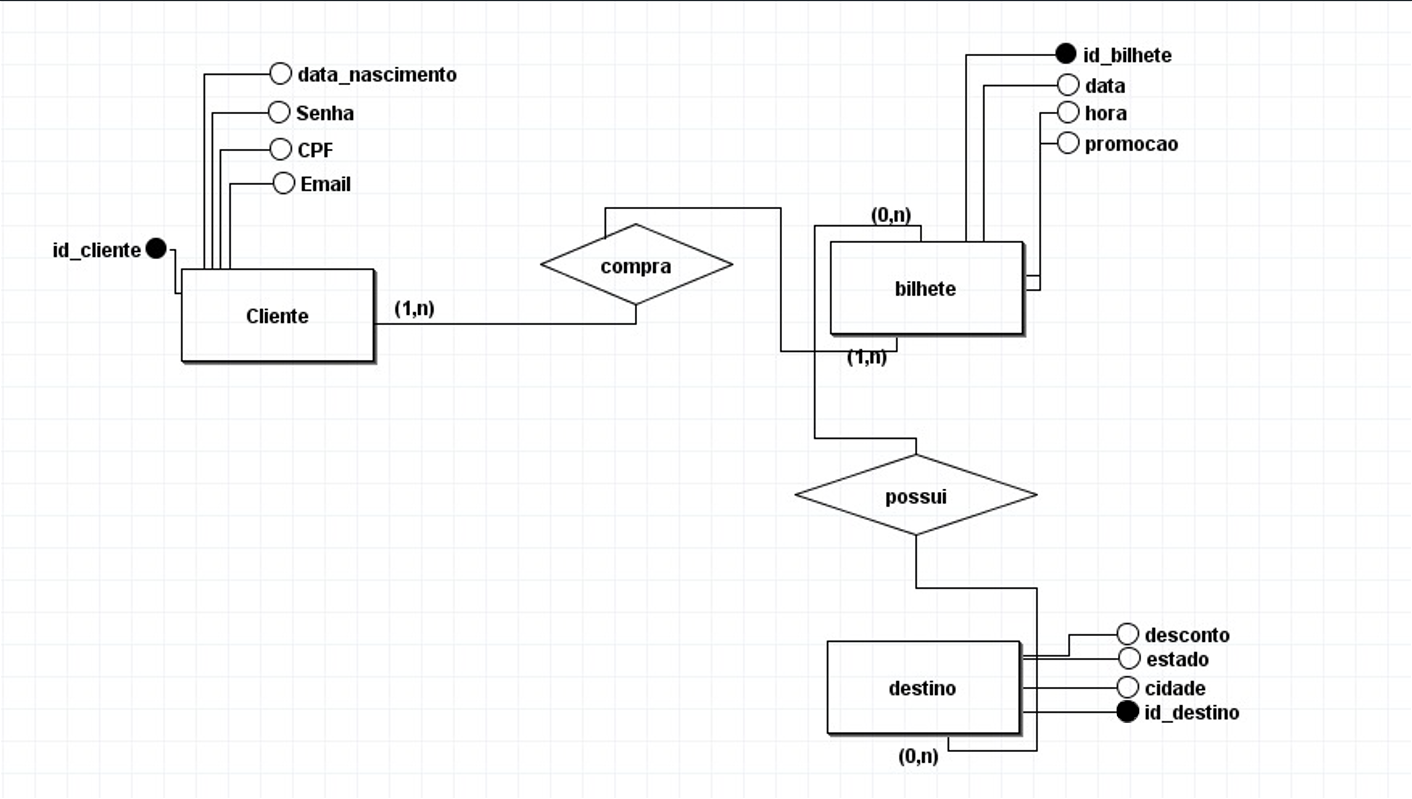 data_nascimento
Senha
CPF
Email
id_cliente
Cliente
(1,n)
compra
id_bilhete
data
hora
promocao
(0,n)
bilhete
(1,n)
possui
desconto
estado
cidade
id_destino
destino
(0,n)